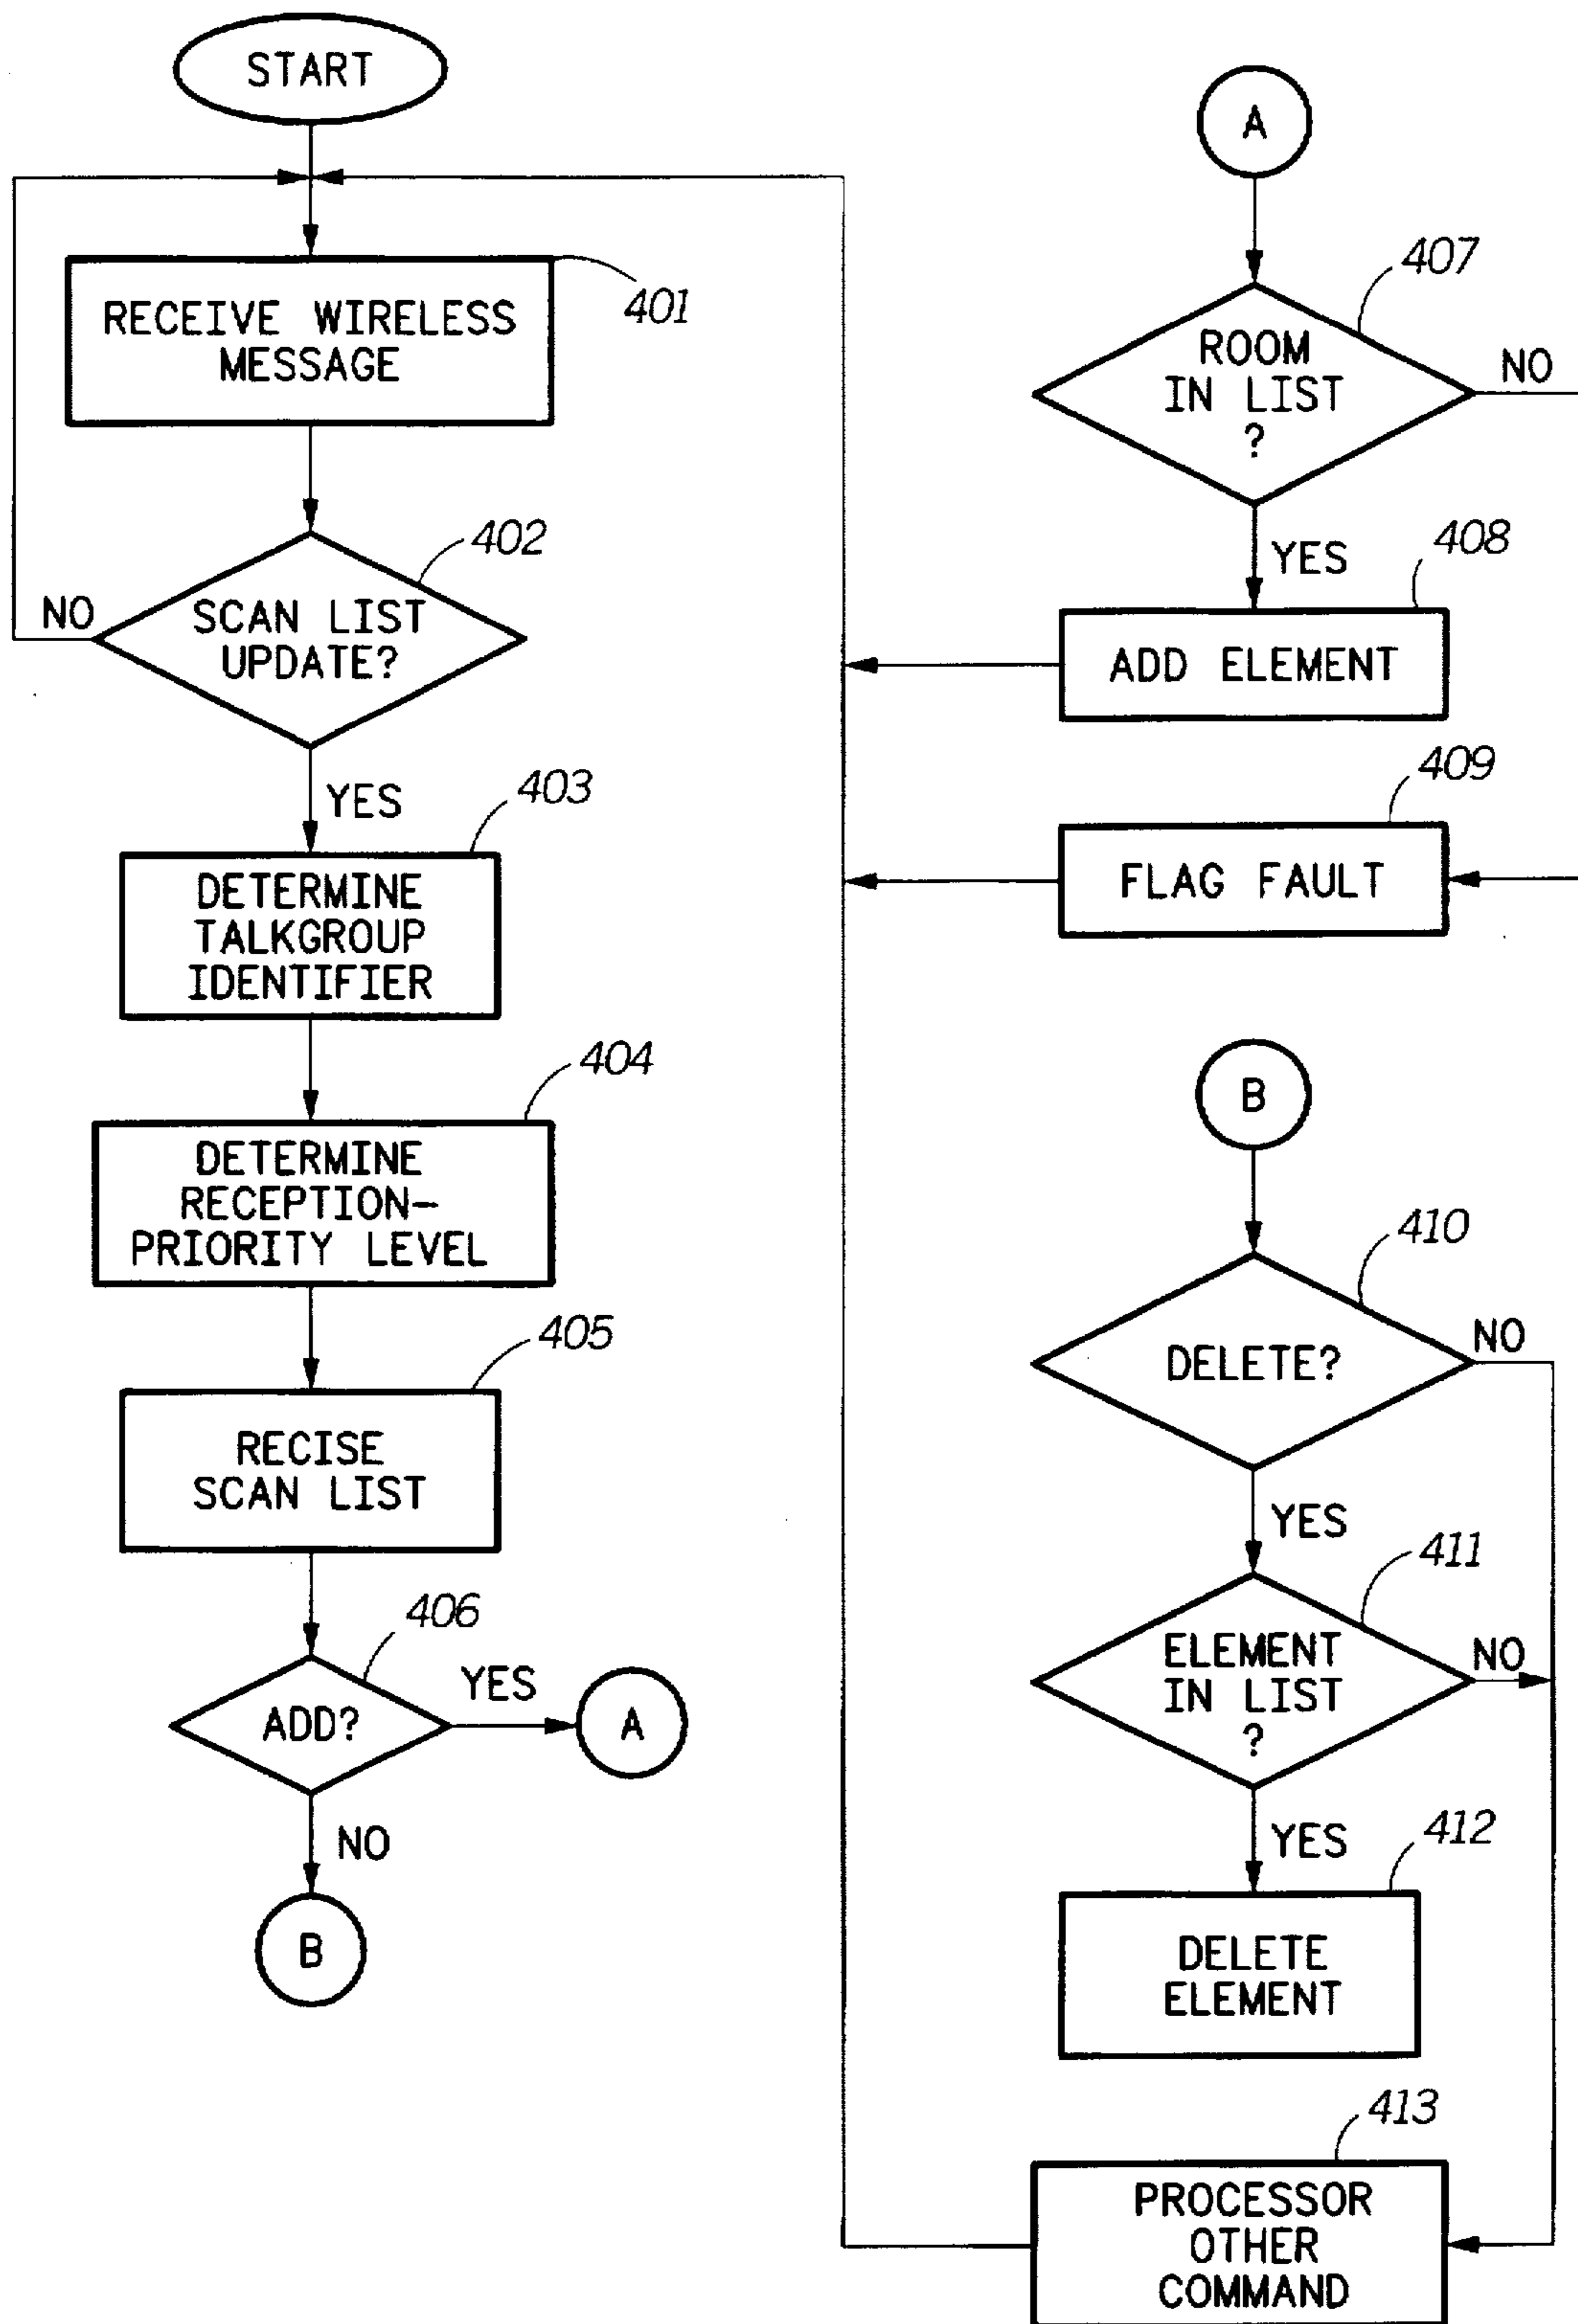 START
RECEIVE WIRELESS
MESSAGE
401
SCAN LIST
UPDATE?
402
NO
YES
DETERMINE
TALKGROUP
IDENTIFIER
403
DETERMINE
RECEPTION-
PRIORITY LEVEL
404
RECISE
SCAN LIST
405
ADD?
406
YES
A
NO
B
A
ROOM
IN LIST
?
407
NO
YES
ADD ELEMENT
408
FLAG FAULT
409
B
DELETE?
410
NO
YES
ELEMENT
IN LIST
?
411
NO
YES
DELETE
ELEMENT
412
PROCESSOR
OTHER
COMMAND
413